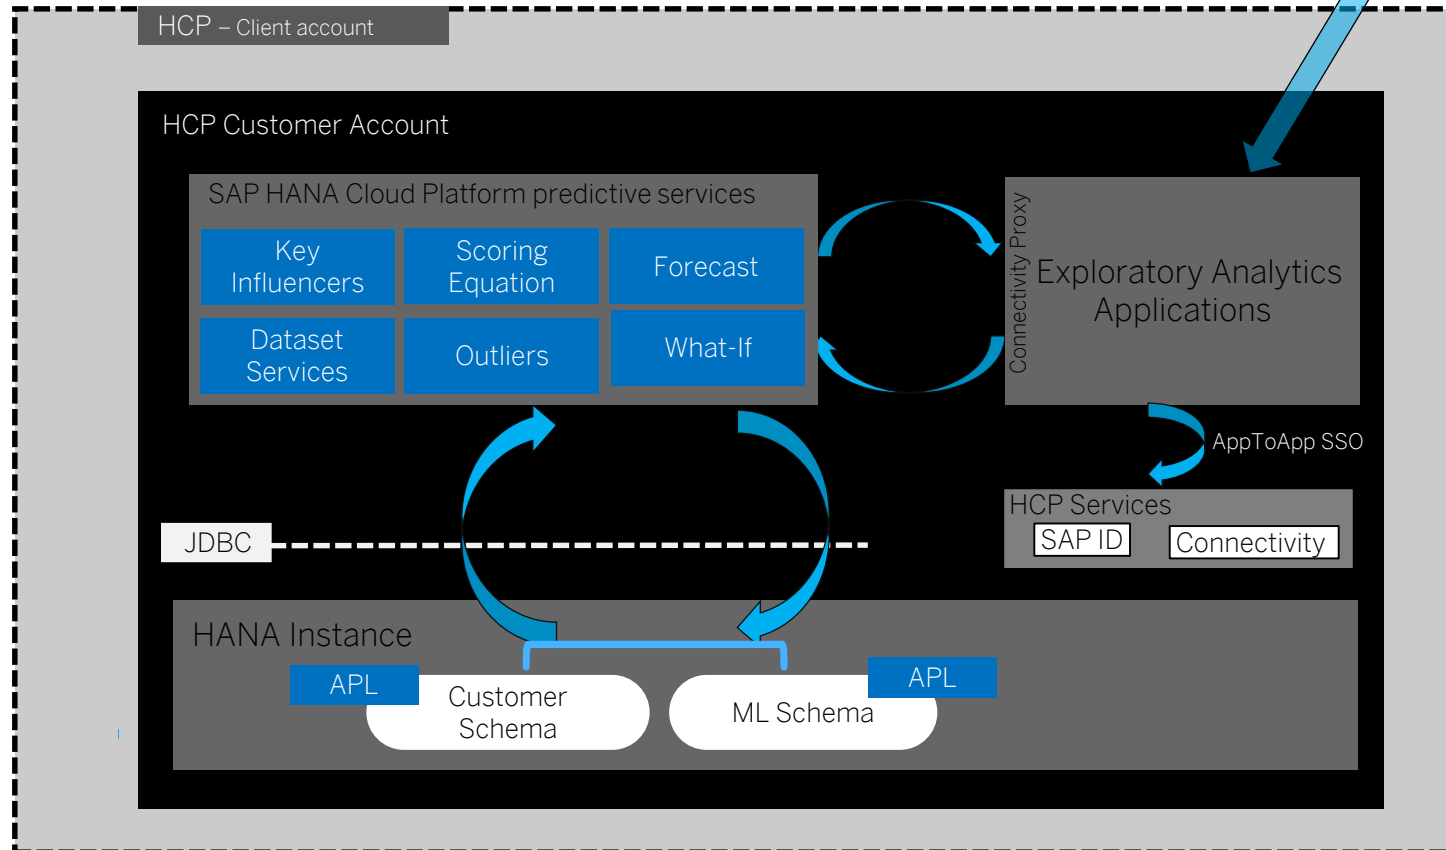 HCP – Client account
HCP Customer Account
SAP HANA Cloud Platform predictive services
Key
Influencers
Scoring
Equation
Forecast
Dataset
Services
Outliers
What-If
Connectivity Proxy
Exploratory Analytics
Applications
AppToApp SSO
HCP Services
SAP ID
Connectivity
JDBC
HANA Instance
APL
Customer
Schema
ML Schema
APL